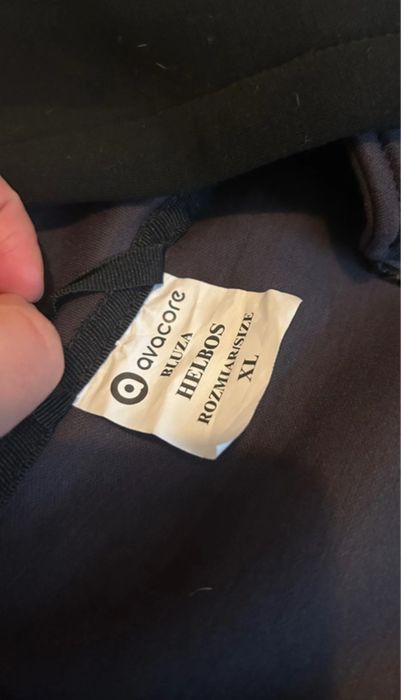 avacore
BLUZA
HELBOS
ROZMIAR/SIZE
XL